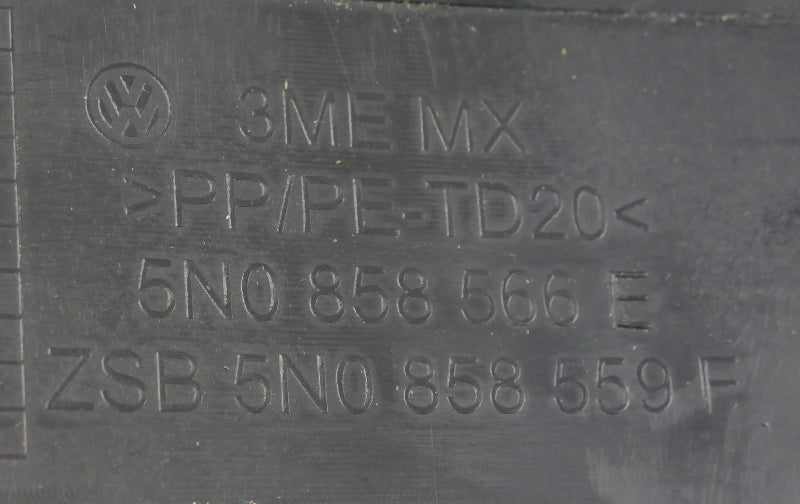 3ME MX
>PP/PE-TD20<
5N0 858 566 E
ZSB 5N0 858 559 F